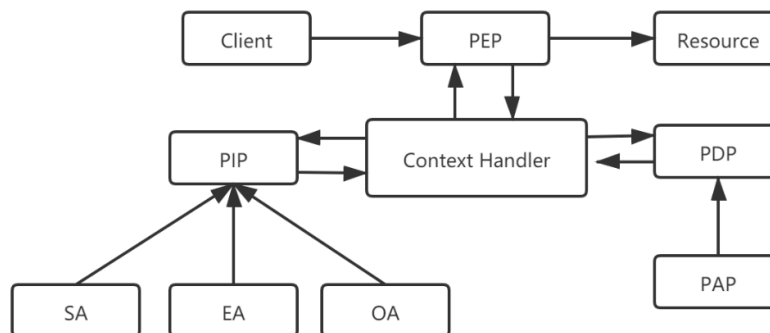 Client
PEP
Resource
PIP
Context Handler
PDP
PAP
SA
EA
OA